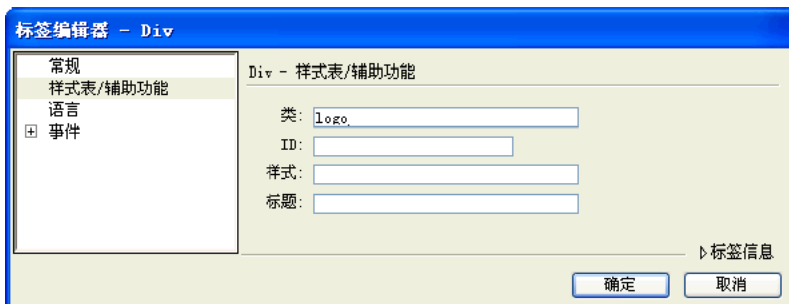 标签编辑器 - Div
常规
样式表/辅助功能
语言
事件
Div - 样式表/辅助功能
类: logo
ID:
样式:
标题:
标签信息
确定
取消